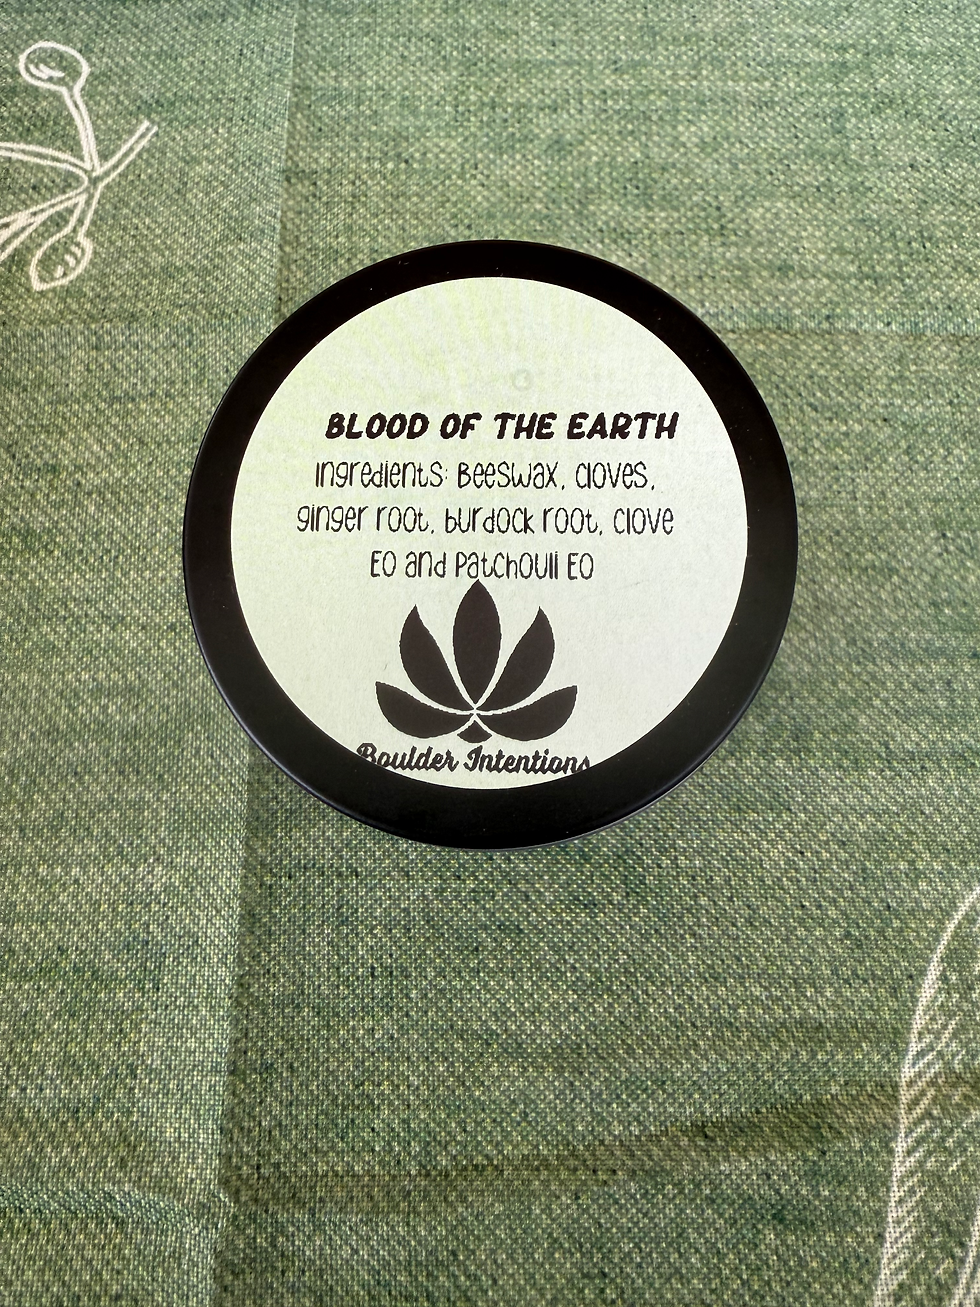 BLOOD OF THE EARTH
Ingredients: Beeswax, cloves,
ginger root, burdock root, clove
EO and Patchouli EO
Boulder Intentions